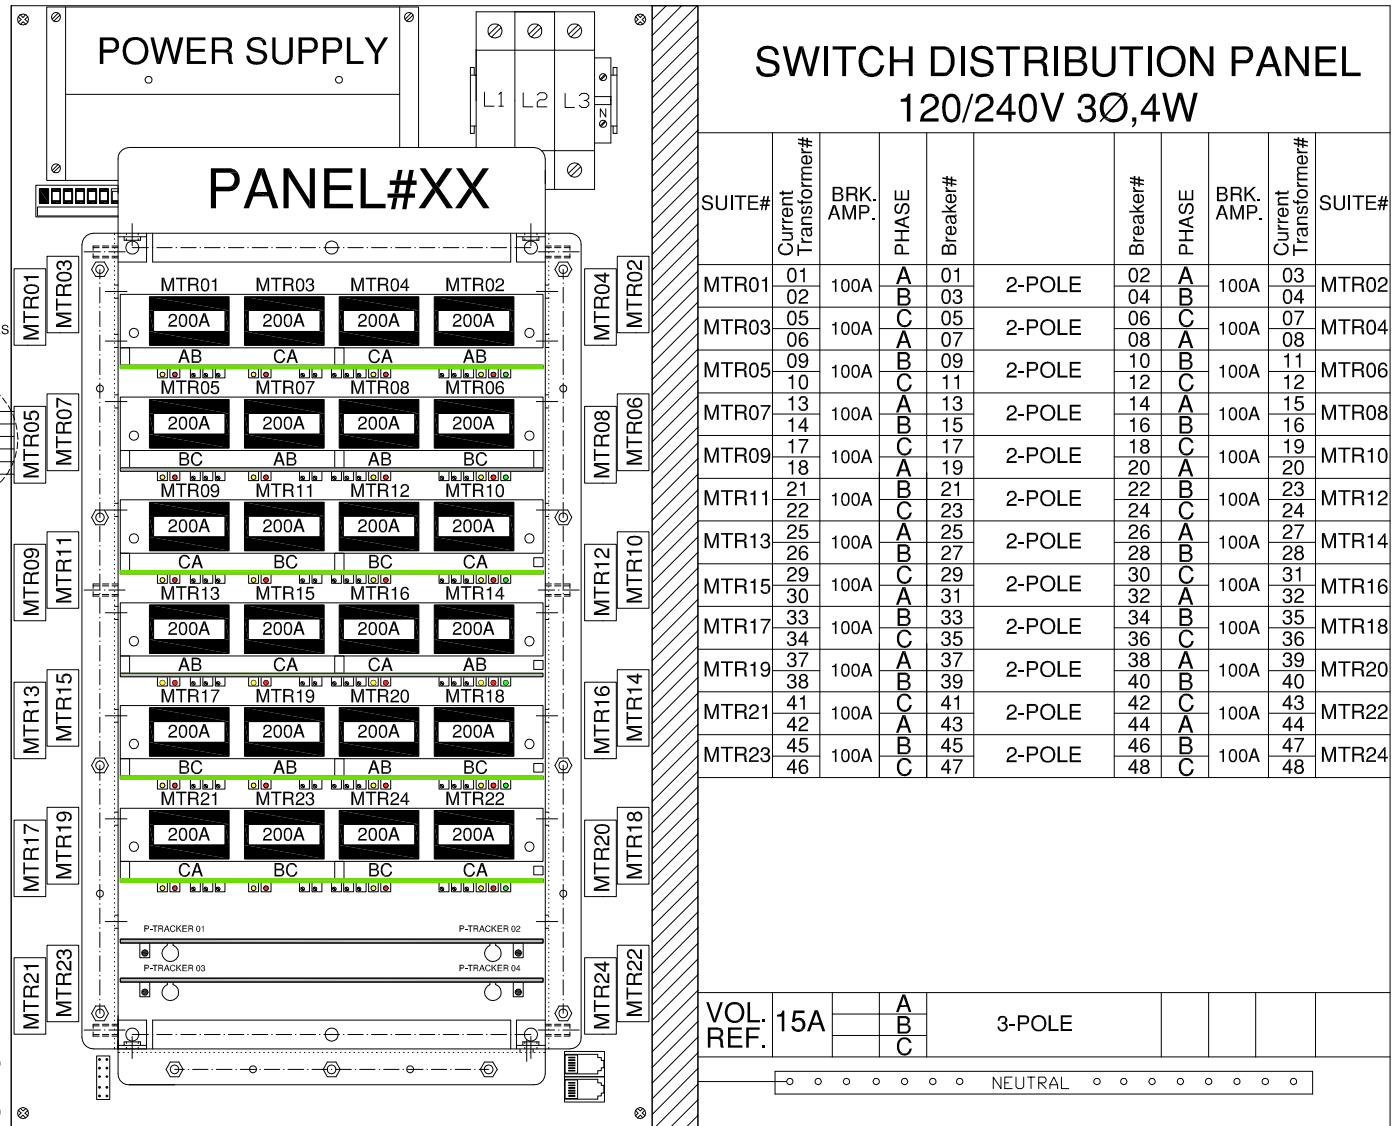 POWER SUPPLY
L1 L2 L3 N
PANEL#XX
MTR01 MTR03 MTR04 MTR02
MTR01 MTR03 MTR04 MTR02
200A 200A 200A 200A
AB CA CA AB
MTR05 MTR07 MTR08 MTR06
MTR05 MTR07 MTR08 MTR06
200A 200A 200A 200A
BC AB AB BC
MTR09 MTR11 MTR12 MTR10
MTR09 MTR11 MTR12 MTR10
200A 200A 200A 200A
CA BC BC CA
MTR13 MTR15 MTR16 MTR14
MTR13 MTR15 MTR16 MTR14
200A 200A 200A 200A
AB CA CA AB
MTR17 MTR19 MTR20 MTR18
MTR17 MTR19 MTR20 MTR18
200A 200A 200A 200A
BC AB AB BC
MTR21 MTR23 MTR24 MTR22
MTR21 MTR23 MTR24 MTR22
200A 200A 200A 200A
CA BC BC CA
P-TRACKER 01 P-TRACKER 02
P-TRACKER 03 P-TRACKER 04
SWITCH DISTRIBUTION PANEL
120/240V 3Ø,4W
SUITE# Current Transformer# BRK. AMP. PHASE Breaker# Breaker# PHASE BRK. AMP. Current Transformer# SUITE#
MTR01 01 100A A 01 2-POLE 02 A 100A 03 MTR02
02 B 03 04 B 04
MTR03 05 100A C 05 2-POLE 06 C 100A 07 MTR04
06 A 07 08 A 08
MTR05 09 100A B 09 2-POLE 10 B 100A 11 MTR06
10 C 11 12 C 12
MTR07 13 100A A 13 2-POLE 14 A 100A 15 MTR08
14 B 15 16 B 16
MTR09 17 100A C 17 2-POLE 18 C 100A 19 MTR10
18 A 19 20 A 20
MTR11 21 100A B 21 2-POLE 22 B 100A 23 MTR12
22 C 23 24 C 24
MTR13 25 100A A 25 2-POLE 26 A 100A 27 MTR14
26 B 27 28 B 28
MTR15 29 100A C 29 2-POLE 30 C 100A 31 MTR16
30 A 31 32 A 32
MTR17 33 100A B 33 2-POLE 34 B 100A 35 MTR18
34 C 35 36 C 36
MTR19 37 100A A 37 2-POLE 38 A 100A 39 MTR20
38 B 39 40 B 40
MTR21 41 100A C 41 2-POLE 42 C 100A 43 MTR22
42 A 43 44 A 44
MTR23 45 100A B 45 2-POLE 46 B 100A 47 MTR24
46 C 47 48 C 48
VOL. REF. 15A A 3-POLE
B
C
NEUTRAL